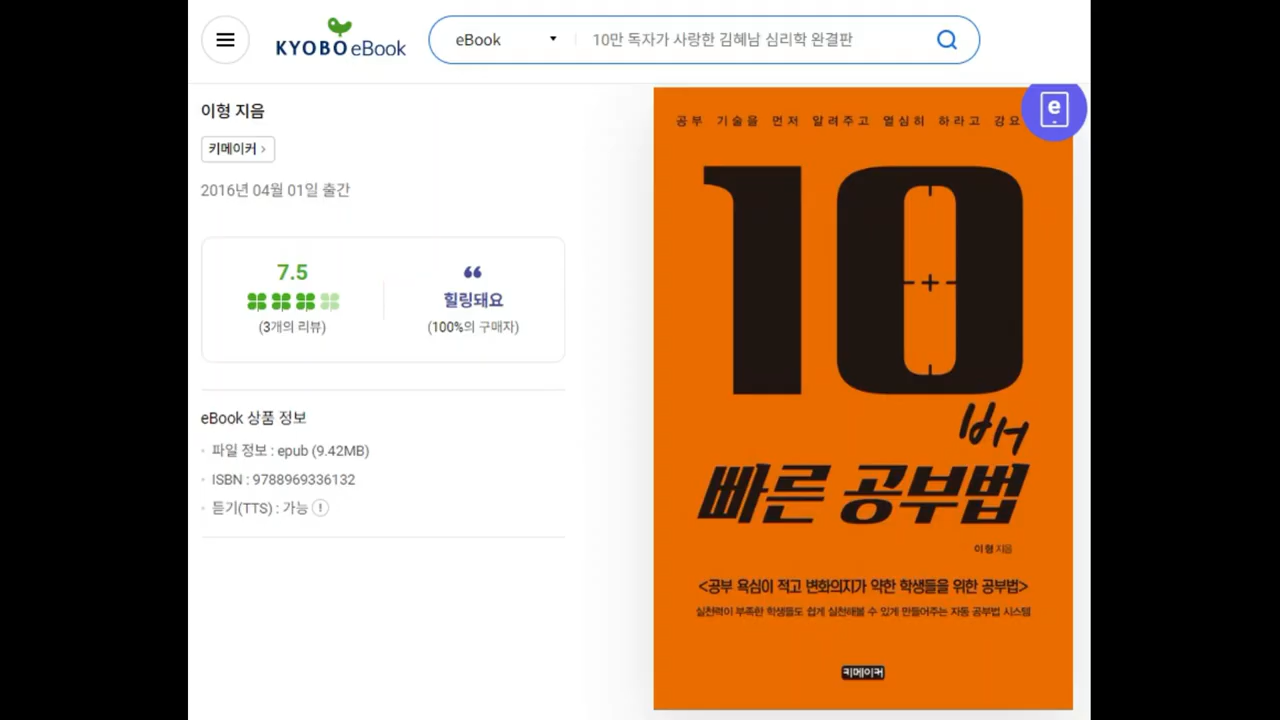 KYOBO eBook
eBook
10만 독자가 사랑한 김혜남 심리학 완결판
이형 지음
키메이커 >
2016년 04월 01일 출간
7.5
(3개의 리뷰)
힐링돼요
(100%의 구매자)
eBook 상품 정보
파일 정보 : epub (9.42MB)
ISBN : 9788969336132
듣기(TTS) : 가능 !
공부 기술을 먼저 알려주고 열심히 하라고 강요
e
10
배
빠른 공부법
이형 지음
<공부 욕심이 적고 변화의지가 약한 학생들을 위한 공부법>
실천력이 부족한 학생들도 쉽게 실천해볼 수 있게 만들어주는 자동 공부법 시스템
키메이커